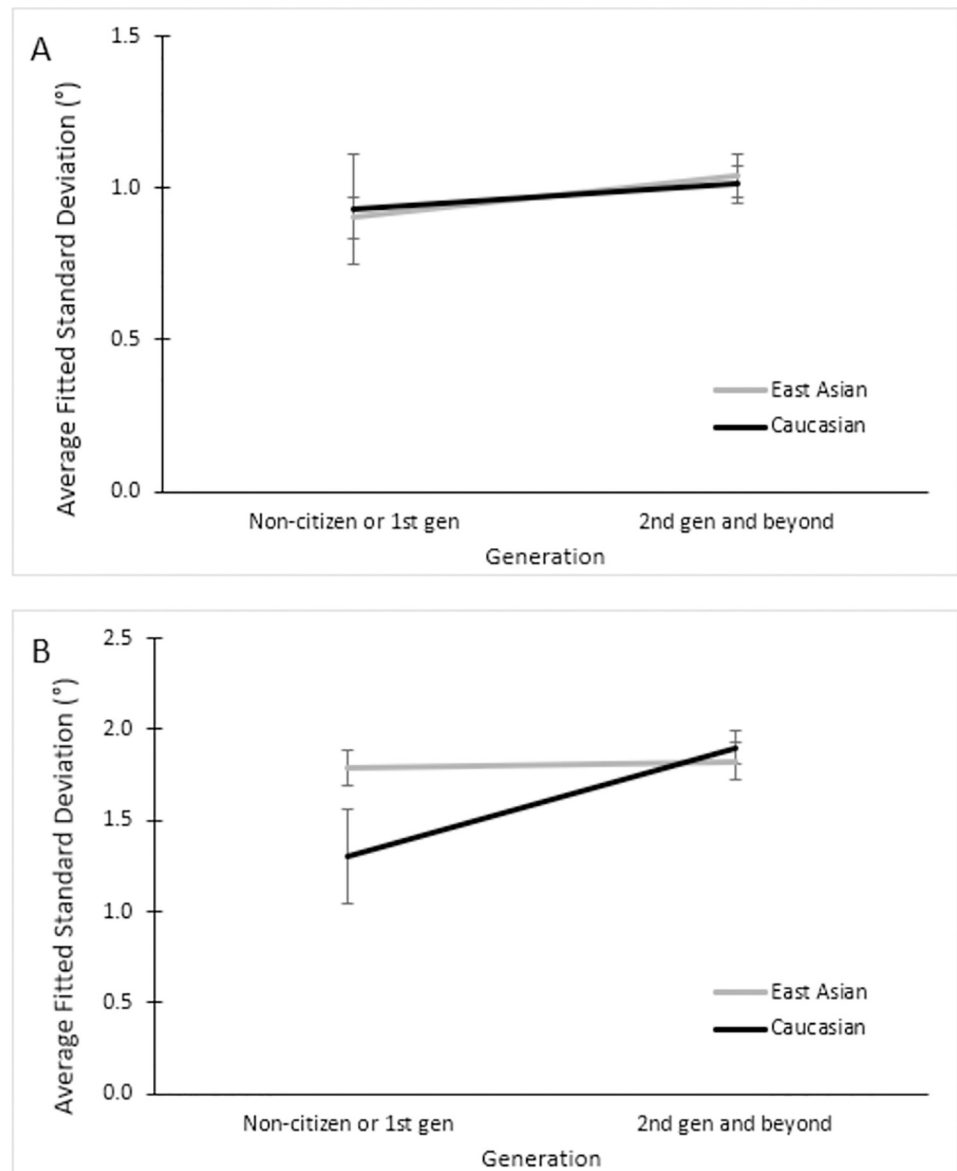 A
Average Fitted Standard Deviation (°)
1.5
1.0
0.5
0.0
East Asian
Caucasian
Non-citizen or 1st gen
2nd gen and beyond
Generation
B
Average Fitted Standard Deviation (°)
2.5
2.0
1.5
1.0
0.5
0.0
East Asian
Caucasian
Non-citizen or 1st gen
2nd gen and beyond
Generation